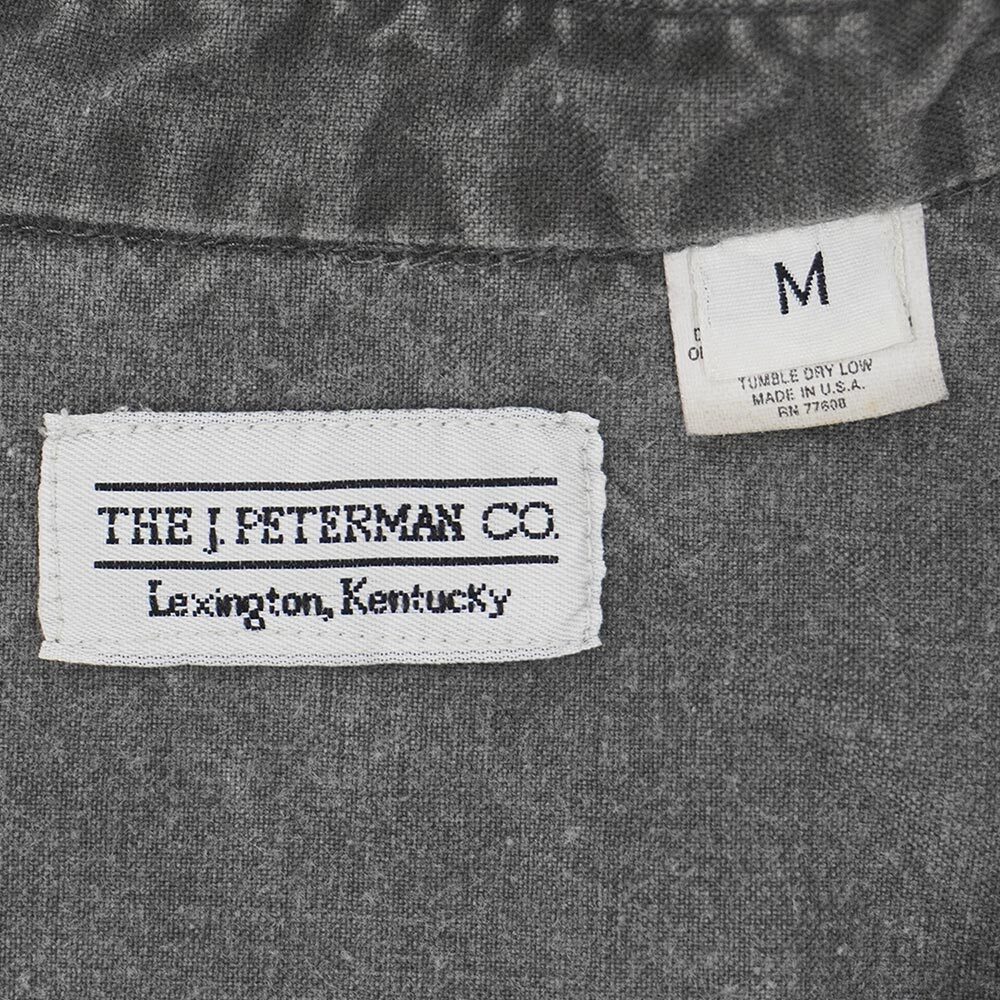 THE J. PETERMAN CO.
Lexington, Kentucky
M
TUMBLE DRY LOW
MADE IN U.S.A.
RN 77608